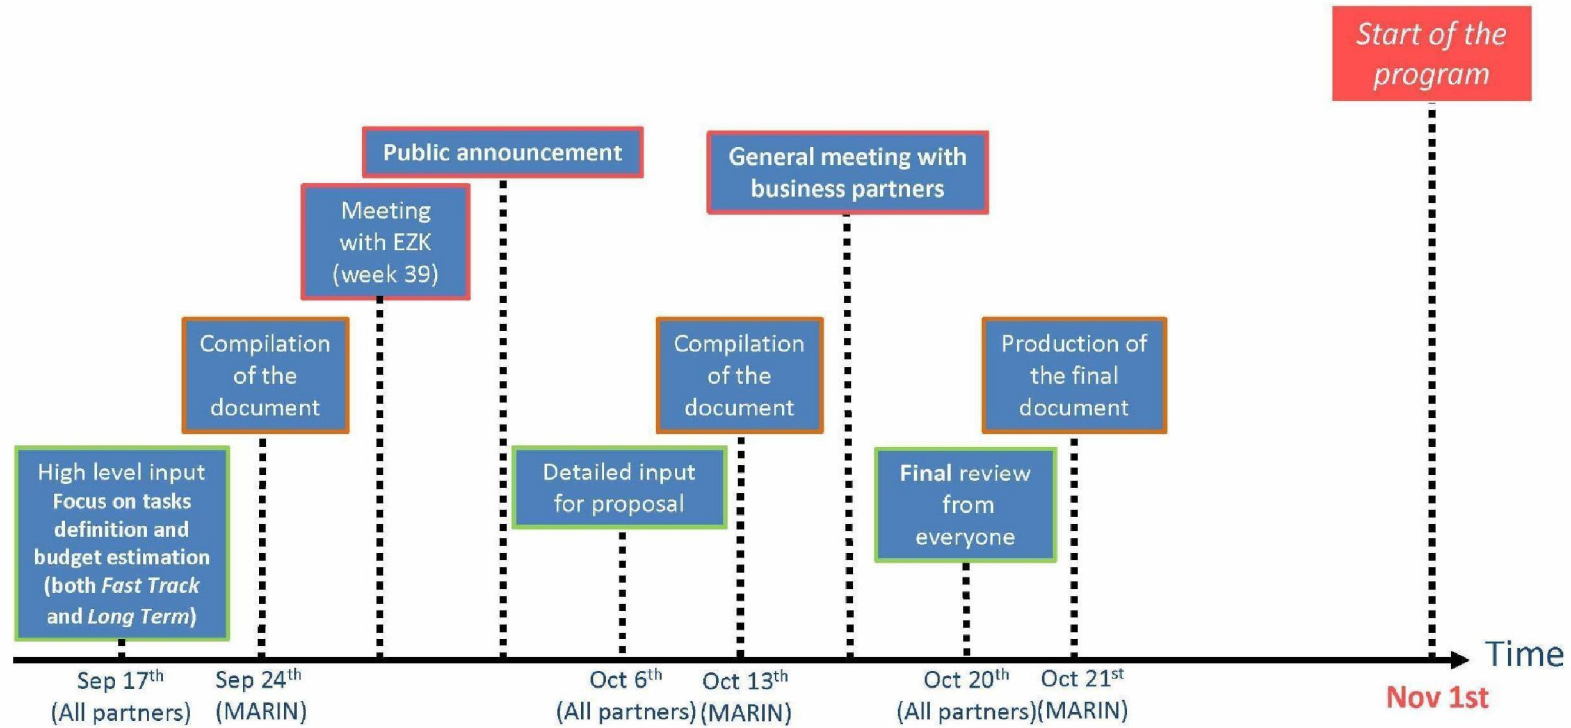 Start of the
program
Public announcement
General meeting with
business partners
Meeting
with EZK
(week 39)
Compilation
of the
document
Compilation
of the
document
Production of
the final
document
High level input
Focus on tasks
definition and
budget estimation
(both Fast Track
and Long Term)
Detailed input
for proposal
Final review
from
everyone
Time
Sep 17th
(All partners)
Sep 24th
(MARIN)
Oct 6th
(All partners)
Oct 13th
(MARIN)
Oct 20th
(All partners)
Oct 21st
(MARIN)
Nov 1st